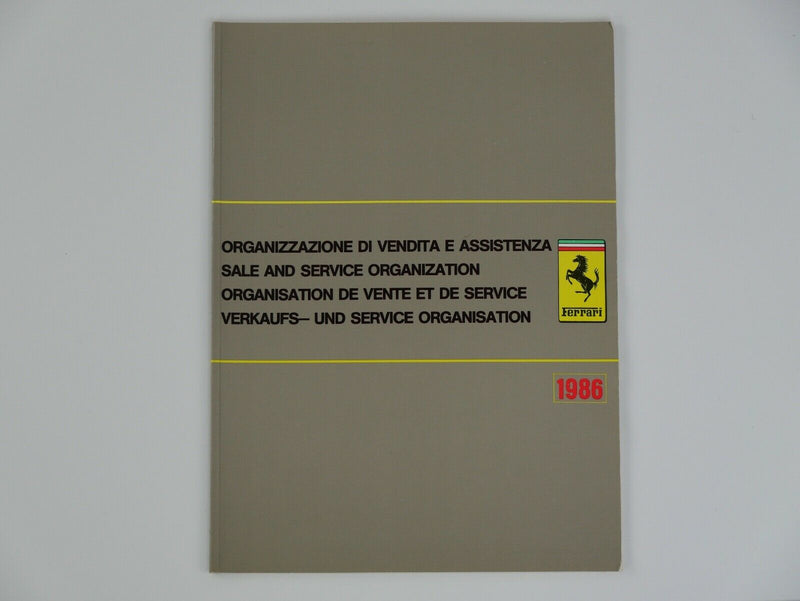 ORGANIZZAZIONE DI VENDITA E ASSISTENZA
SALE AND SERVICE ORGANIZATION
ORGANISATION DE VENTE ET DE SERVICE
VERKAUFS— UND SERVICE ORGANISATION
Ferrari
1986